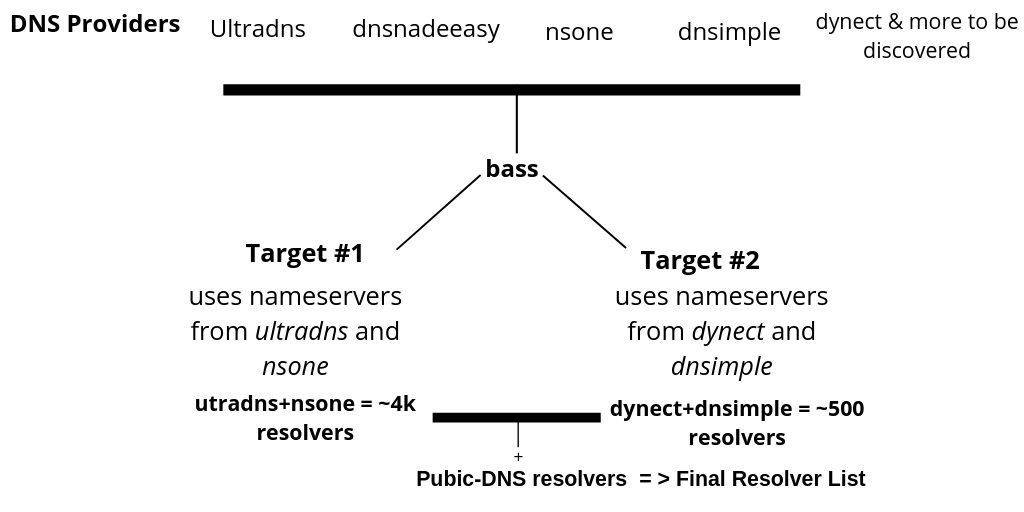 DNS Providers
Ultradns
dnsnadeeasy
nsone
dnsimple
dynect & more to be
discovered
bass
Target #1
uses nameservers
from ultradns and
nsone
utradns+nsone = ~4k
resolvers
Target #2
uses nameservers
from dynect and
dnsimple
dynect+dnsimple = ~500
resolvers
+
Pubic-DNS resolvers = > Final Resolver List